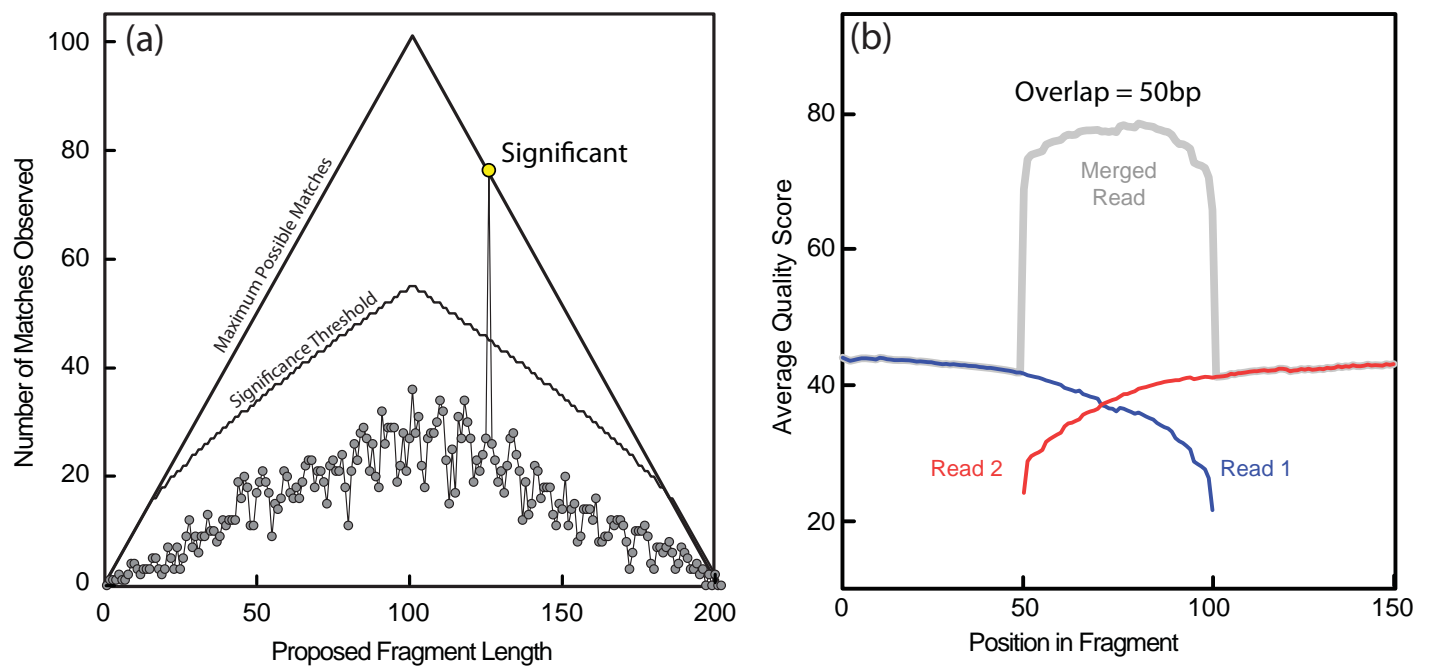 (a)
Number of Matches Observed
100
80
60
40
20
0
Maximum Possible Matches
Significance Threshold
Significant
0
50
100
150
200
Proposed Fragment Length
(b)
Average Quality Score
80
60
40
20
Overlap = 50bp
Merged
Read
Read 2
Read 1
0
50
100
150
Position in Fragment